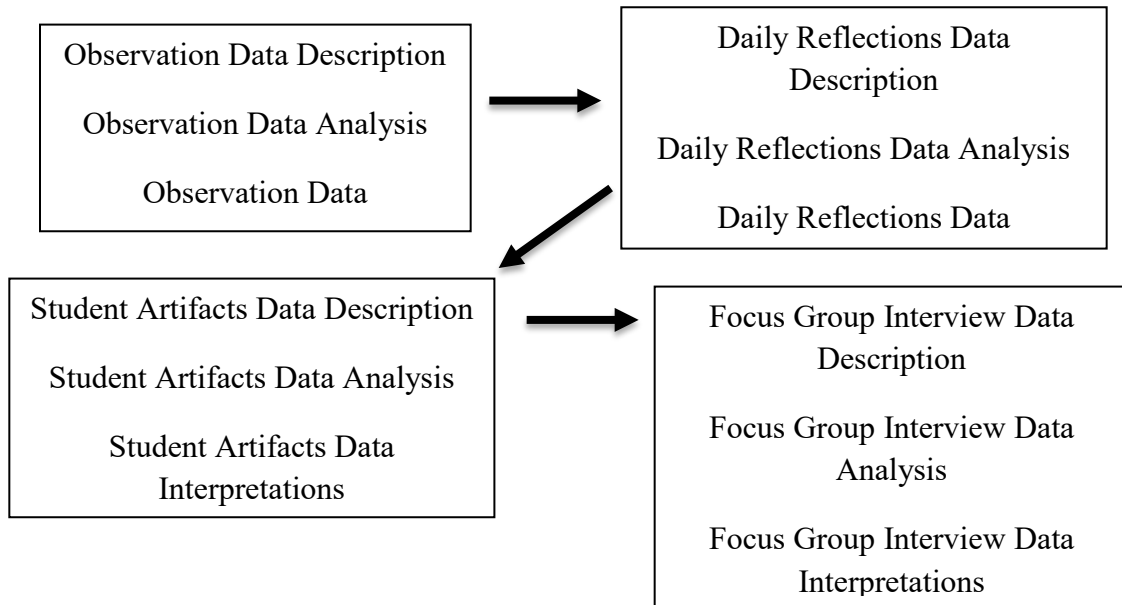 Observation Data Description
Observation Data Analysis
Observation Data
Daily Reflections Data
Description
Daily Reflections Data Analysis
Daily Reflections Data
Student Artifacts Data Description
Student Artifacts Data Analysis
Student Artifacts Data
Interpretations
Focus Group Interview Data
Description
Focus Group Interview Data
Analysis
Focus Group Interview Data
Interpretations